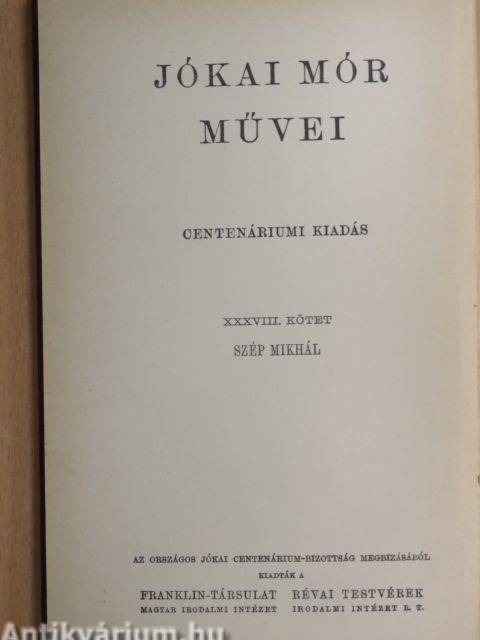 JÓKAI MÓR
MŰVEI
CENTENÁRIUMI KIADÁS
XXXVIII. KÖTET
SZÉP MIKHÁL
AZ ORSZÁGOS JÓKAI CENTENÁRIUM-BIZOTTSÁG MEGBIZÁSÁBÓL
KIADTÁK A
FRANKLIN-TÁRSULAT RÉVAI TESTVÉREK
MAGYAR IRODALMI INTÉZET IRODALMI INTÉZET R. T.
Antikvárium.hu